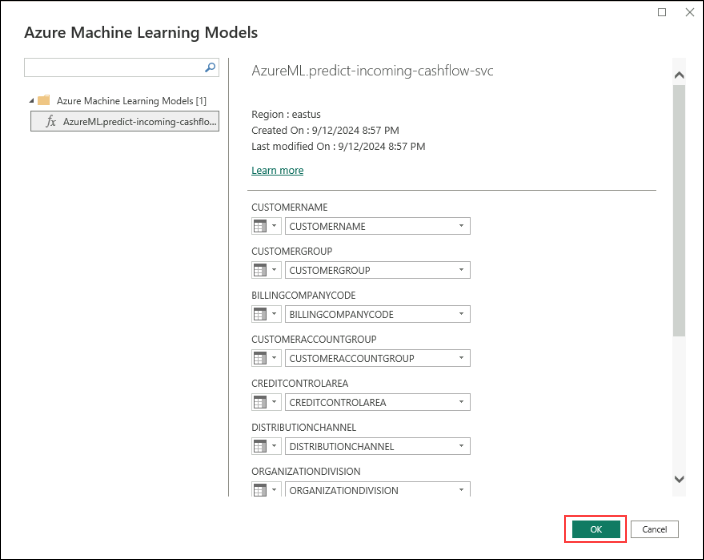 Azure Machine Learning Models
Azure Machine Learning Models [1]
fx AzureML.predict-incoming-cashflo...
AzureML.predict-incoming-cashflow-svc
Region : eastus
Created On : 9/12/2024 8:57 PM
Last modified On : 9/12/2024 8:57 PM
Learn more
CUSTOMERNAME
CUSTOMERNAME
CUSTOMERGROUP
CUSTOMERGROUP
BILLINGCOMPANYCODE
BILLINGCOMPANYCODE
CUSTOMERACCOUNTGROUP
CUSTOMERACCOUNTGROUP
CREDITCONTROLAREA
CREDITCONTROLAREA
DISTRIBUTIONCHANNEL
DISTRIBUTIONCHANNEL
ORGANIZATIONDIVISION
ORGANIZATIONDIVISION
OK
Cancel